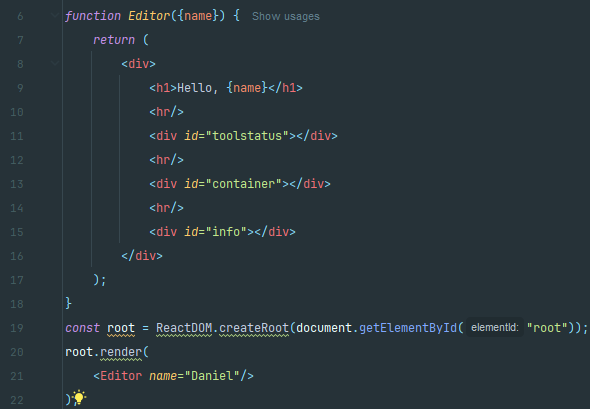 6 function Editor({name}) { Show usages
7 return (
8 <div>
9 <h1>Hello, {name}</h1>
10 <hr/>
11 <div id="toolstatus"></div>
12 <hr/>
13 <div id="container"></div>
14 <hr/>
15 <div id="info"></div>
16 </div>
17 );
18 }
19 const root = ReactDOM.createRoot(document.getElementById( elementId: "root"));
20 root.render(
21 <Editor name="Daniel"/>
22 );